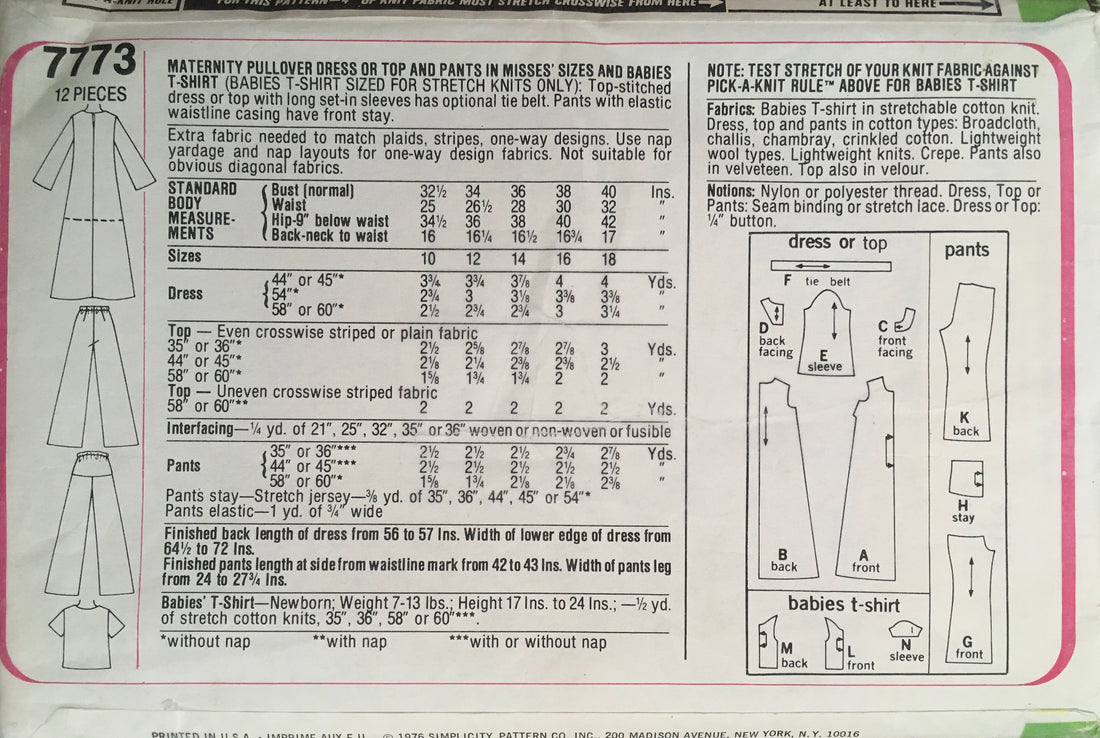 FOR THIS PATTERN—4" OF KNIT FABRIC MUST STRETCH CROSSWISE FROM HERE
AT LEAST TO HERE
7773
12 PIECES
MATERNITY PULLOVER DRESS OR TOP AND PANTS IN MISSES' SIZES AND BABIES
T-SHIRT (BABIES T-SHIRT SIZED FOR STRETCH KNITS ONLY): Top-stitched
dress or top with long set-in sleeves has optional tie belt. Pants with elastic
waistline casing have front stay.
Extra fabric needed to match plaids, stripes, one-way designs. Use nap
yardage and nap layouts for one-way design fabrics. Not suitable for
obvious diagonal fabrics.
STANDARD BODY MEASURE-MENTS
Bust (normal) 32½ 34 36 38 40 Ins.
Waist 25 26½ 28 30 32 "
Hip-9" below waist 34½ 36 38 40 42 "
Back-neck to waist 16 16¼ 16½ 16¾ 17 "
Sizes 10 12 14 16 18
Dress
44" or 45"* 3¾ 3¾ 3⅞ 4 4 Yds.
54"* 2¾ 3 3⅛ 3⅜ 3⅜ "
58" or 60"* 2½ 2¾ 2¾ 3 3¼ "
Top — Even crosswise striped or plain fabric
35" or 36"* 2½ 2⅝ 2⅞ 2⅞ 3 Yds.
44" or 45"* 2⅛ 2¼ 2⅜ 2⅜ 2½ "
58" or 60"* 1⅝ 1¾ 1¾ 2 2 "
Top — Uneven crosswise striped fabric
58" or 60"** 2 2 2 2 2 Yds.
Interfacing—¼ yd. of 21", 25", 32", 35" or 36" woven or non-woven or fusible
Pants
35" or 36"*** 2½ 2½ 2½ 2¾ 2⅞ Yds.
44" or 45"*** 2½ 2½ 2½ 2½ 2½ "
58" or 60"* 1⅝ 1¾ 2⅛ 2⅛ 2⅜ "
Pants stay—Stretch jersey—⅜ yd. of 35", 36", 44", 45" or 54"*
Pants elastic—1 yd. of ¾" wide
Finished back length of dress from 56 to 57 Ins. Width of lower edge of dress from
64½ to 72 Ins.
Finished pants length at side from waistline mark from 42 to 43 Ins. Width of pants leg
from 24 to 27¾ Ins.
Babies' T-Shirt—Newborn; Weight 7-13 lbs.; Height 17 Ins. to 24 Ins.; —½ yd.
of stretch cotton knits, 35", 36", 58" or 60"***.
*without nap **with nap ***with or without nap
NOTE: TEST STRETCH OF YOUR KNIT FABRIC AGAINST
PICK-A-KNIT RULE™ ABOVE FOR BABIES T-SHIRT
Fabrics: Babies T-shirt in stretchable cotton knit.
Dress, top and pants in cotton types: Broadcloth,
challis, chambray, crinkled cotton. Lightweight
wool types. Lightweight knits. Crepe. Pants also
in velveteen. Top also in velour.
Notions: Nylon or polyester thread. Dress, Top or
Pants: Seam binding or stretch lace. Dress or Top:
¼" button.
dress or top
F tie belt
D
back
facing
E
sleeve
C
front
facing
B
back
A
front
pants
K
back
H
stay
G
front
babies t-shirt
M
back
L
front
N
sleeve
PRINTED IN U.S.A. · IMPRIME AUX E.U. © 1976 SIMPLICITY PATTERN CO. INC., 200 MADISON AVENUE, NEW YORK, N.Y. 10016